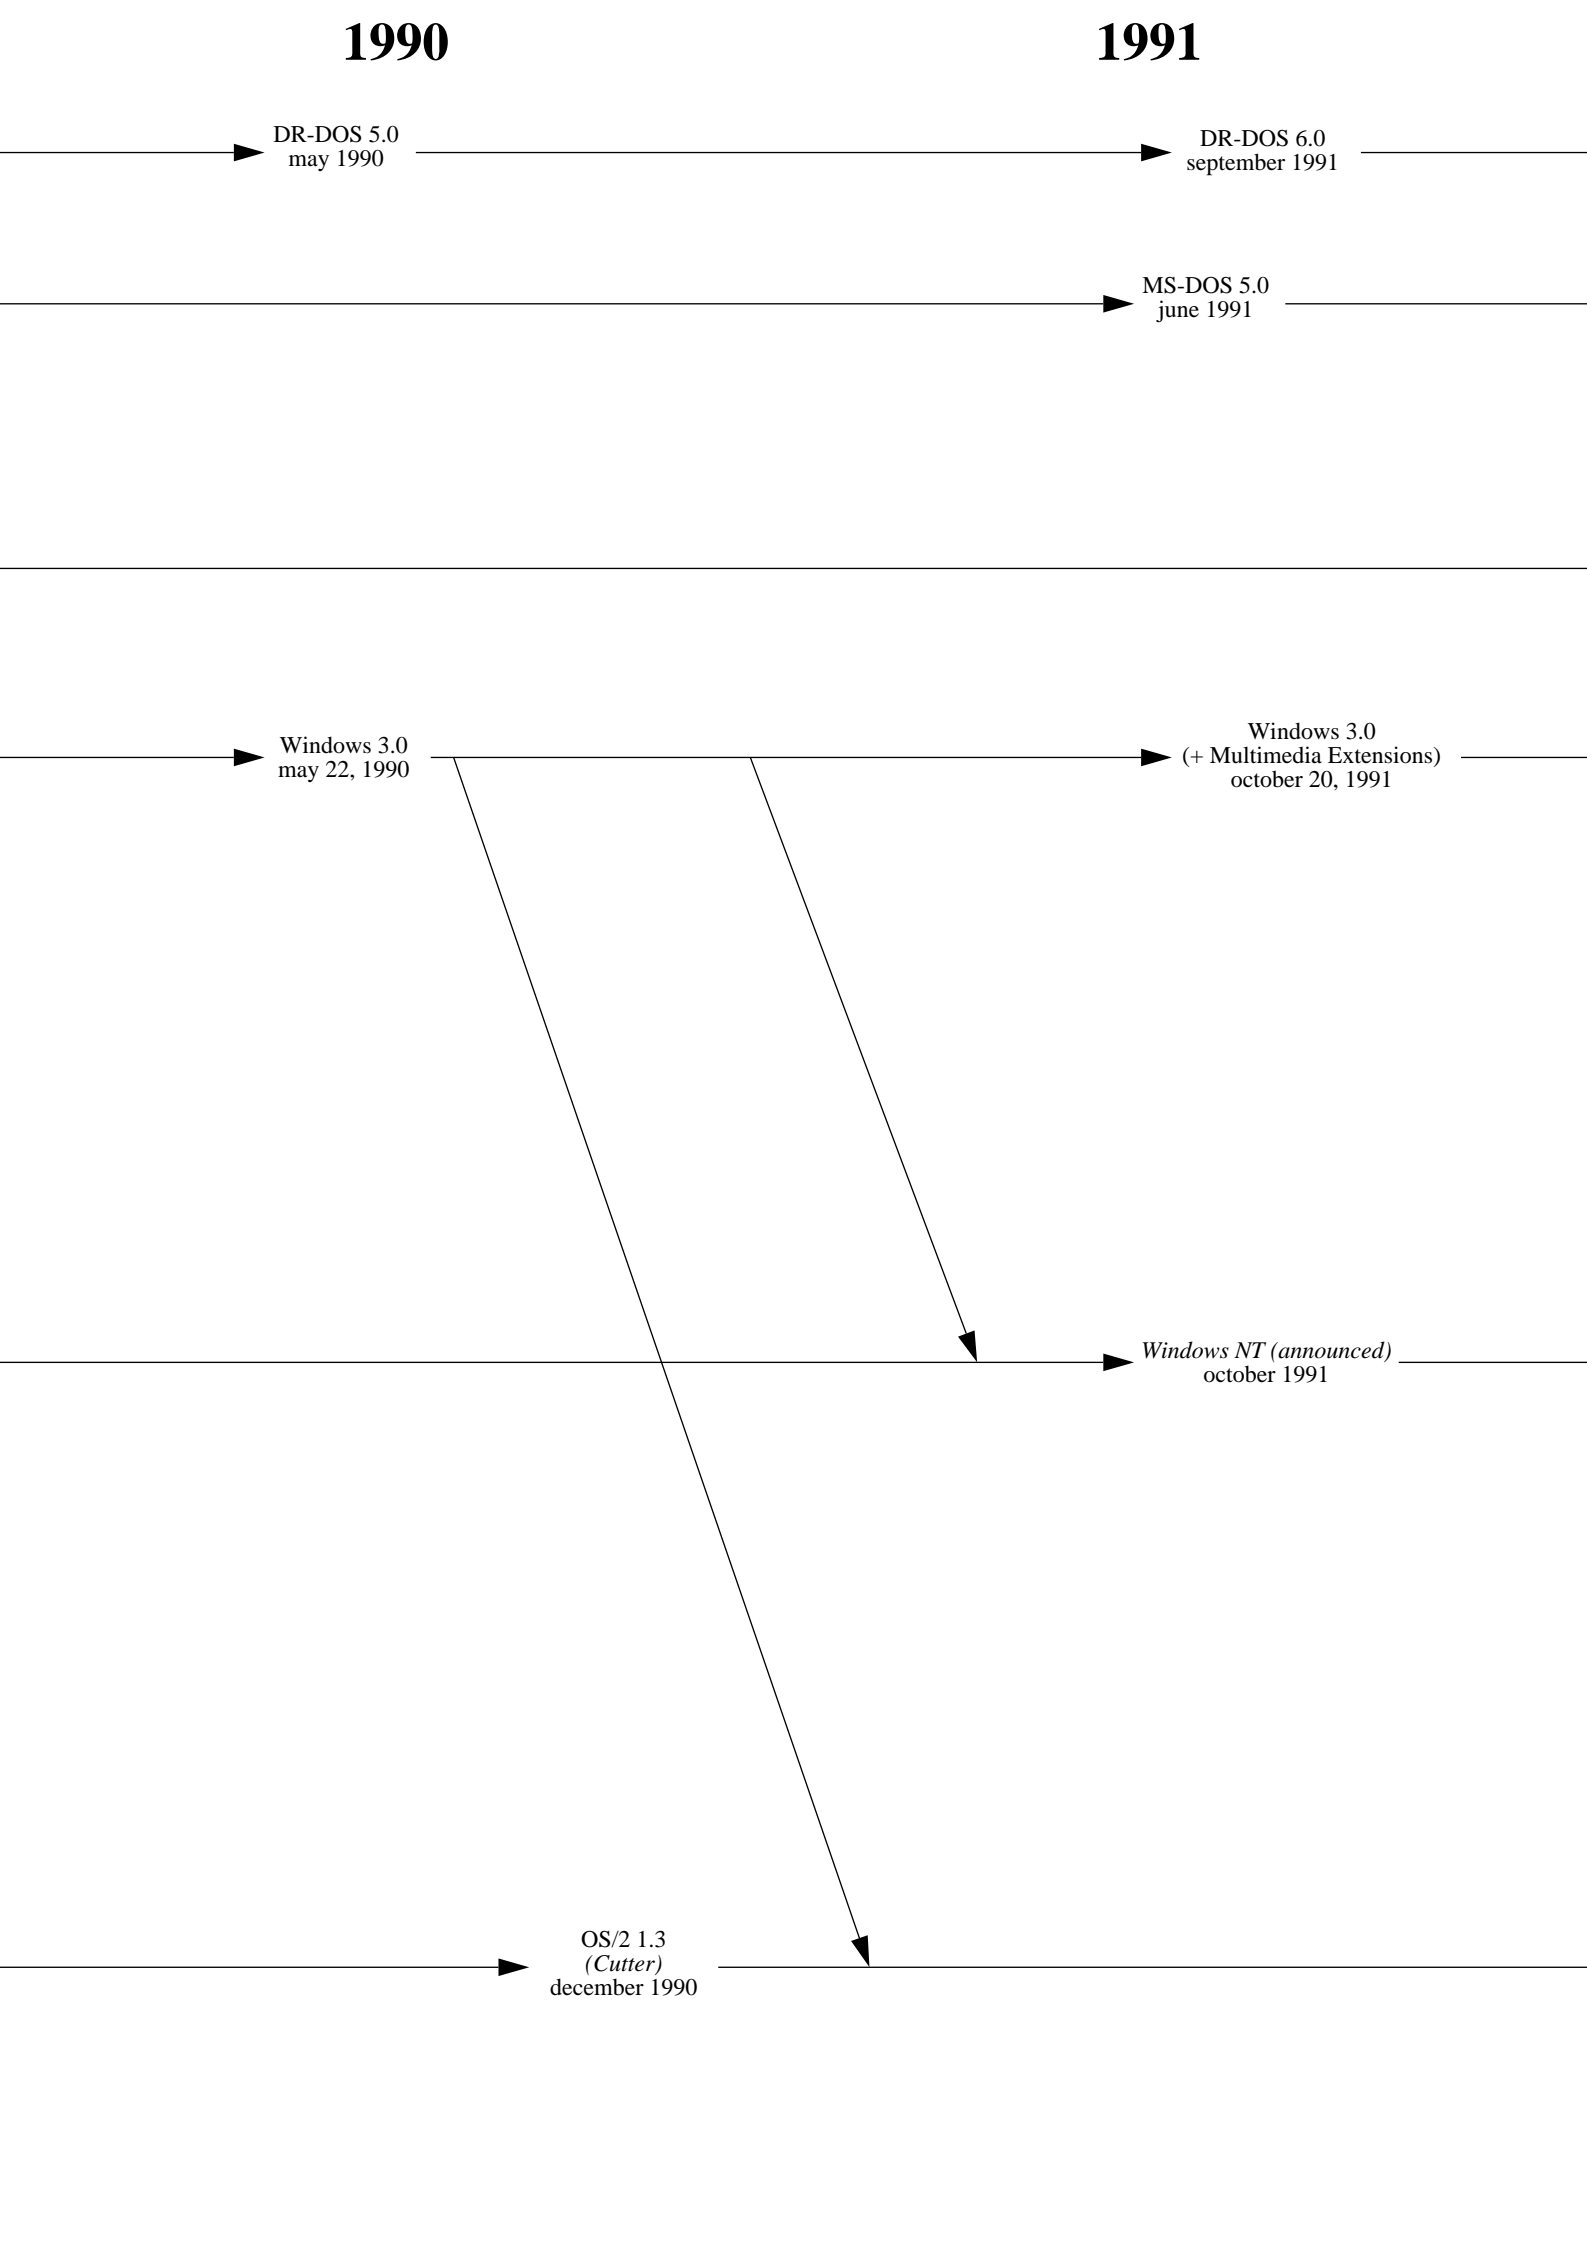 1990
1991
DR-DOS 5.0
may 1990
DR-DOS 6.0
september 1991
MS-DOS 5.0
june 1991
Windows 3.0
may 22, 1990
Windows 3.0
(+ Multimedia Extensions)
october 20, 1991
Windows NT (announced)
october 1991
OS/2 1.3
(Cutter)
december 1990